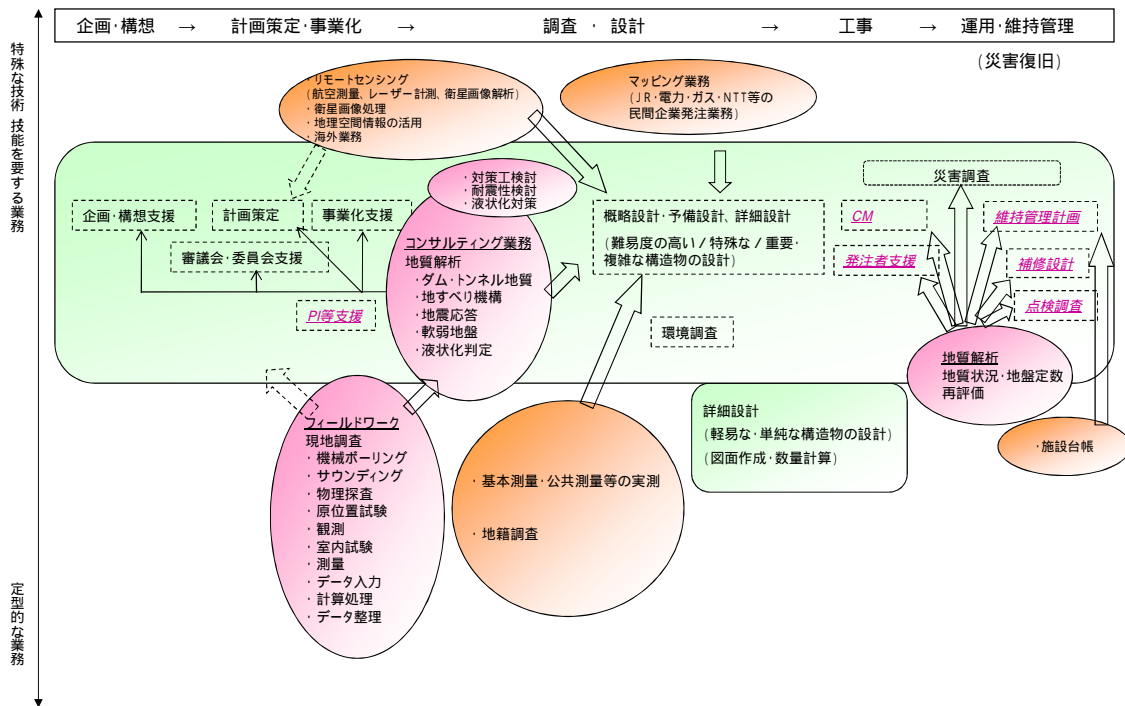 企画・構想 → 計画策定・事業化 → 調査 ・ 設計 → 工事 → 運用・維持管理
(災害復旧)
特殊な技術 技能を要する業務
定型的な業務
・リモートセンシング
(航空測量、レーザー計測、衛星画像解析)
・衛星画像処理
・地理空間情報の活用
・海外業務
マッピング業務
(JR・電力・ガス・NTT等の
民間企業発注業務)
・対策工検討
・耐震性検討
・液状化対策
企画・構想支援
計画策定
事業化支援
審議会・委員会支援
PI等支援
コンサルティング業務
地質解析
・ダム・トンネル地質
・地すべり機構
・地震応答
・軟弱地盤
・液状化判定
概略設計・予備設計、詳細設計
(難易度の高い/特殊な/重要・
複雑な構造物の設計)
環境調査
災害調査
CM
発注者支援
維持管理計画
補修設計
点検調査
地質解析
地質状況・地盤定数
再評価
・施設台帳
詳細設計
(軽易な・単純な構造物の設計)
(図面作成・数量計算)
フィールドワーク
現地調査
・機械ボーリング
・サウンディング
・物理探査
・原位置試験
・観測
・室内試験
・測量
・データ入力
・計算処理
・データ整理
・基本測量・公共測量等の実測
・地籍調査